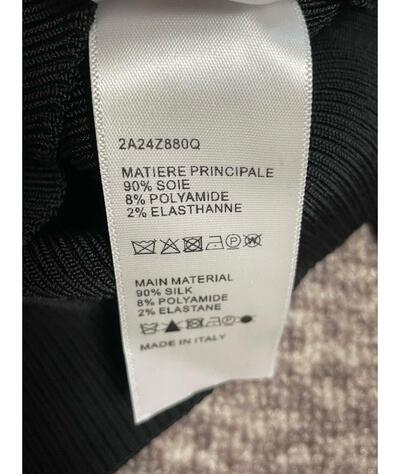 2A24Z880Q
MATIERE PRINCIPALE
90% SOIE
8% POLYAMIDE
2% ELASTHANNE
MAIN MATERIAL
90% SILK
8% POLYAMIDE
2% ELASTANE
MADE IN ITALY